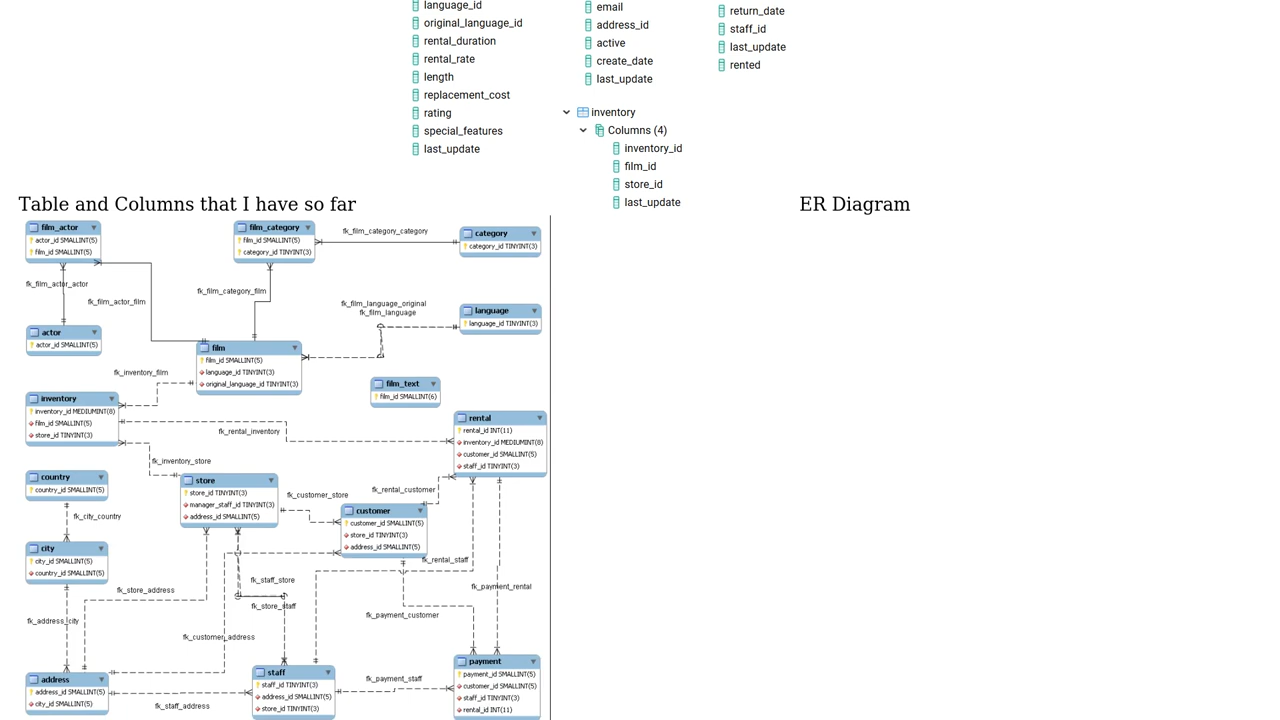 language_id
original_language_id
rental_duration
rental_rate
length
replacement_cost
rating
special_features
last_update
email
address_id
active
create_date
last_update
return_date
staff_id
last_update
rented
inventory
Columns (4)
inventory_id
film_id
store_id
last_update
Table and Columns that I have so far
ER Diagram
film_actor
actor_id SMALLINT(5)
film_id SMALLINT(5)
film_category
film_id SMALLINT(5)
category_id TINYINT(3)
fk_film_category_category
category
category_id TINYINT(3)
fk_film_actor_actor
fk_film_actor_film
fk_film_category_film
fk_film_language_original
fk_film_language
language
language_id TINYINT(3)
actor
actor_id SMALLINT(5)
film
film_id SMALLINT(5)
language_id TINYINT(3)
original_language_id TINYINT(3)
fk_inventory_film
film_text
film_id SMALLINT(6)
inventory
inventory_id MEDIUMINT(8)
film_id SMALLINT(5)
store_id TINYINT(3)
fk_rental_inventory
rental
rental_id INT(11)
inventory_id MEDIUMINT(8)
customer_id SMALLINT(5)
staff_id TINYINT(3)
fk_inventory_store
country
country_id SMALLINT(5)
store
store_id TINYINT(3)
manager_staff_id TINYINT(3)
address_id SMALLINT(5)
fk_customer_store
fk_rental_customer
customer
customer_id SMALLINT(5)
store_id TINYINT(3)
address_id SMALLINT(5)
fk_city_country
city
city_id SMALLINT(5)
country_id SMALLINT(5)
fk_rental_staff
fk_staff_store
fk_store_address
fk_payment_rental
fk_store_staff
fk_payment_customer
fk_address_city
fk_customer_address
address
address_id SMALLINT(5)
city_id SMALLINT(5)
staff
staff_id TINYINT(3)
address_id SMALLINT(5)
store_id TINYINT(3)
fk_staff_address
fk_payment_staff
payment
payment_id SMALLINT(5)
customer_id SMALLINT(5)
staff_id TINYINT(3)
rental_id INT(11)